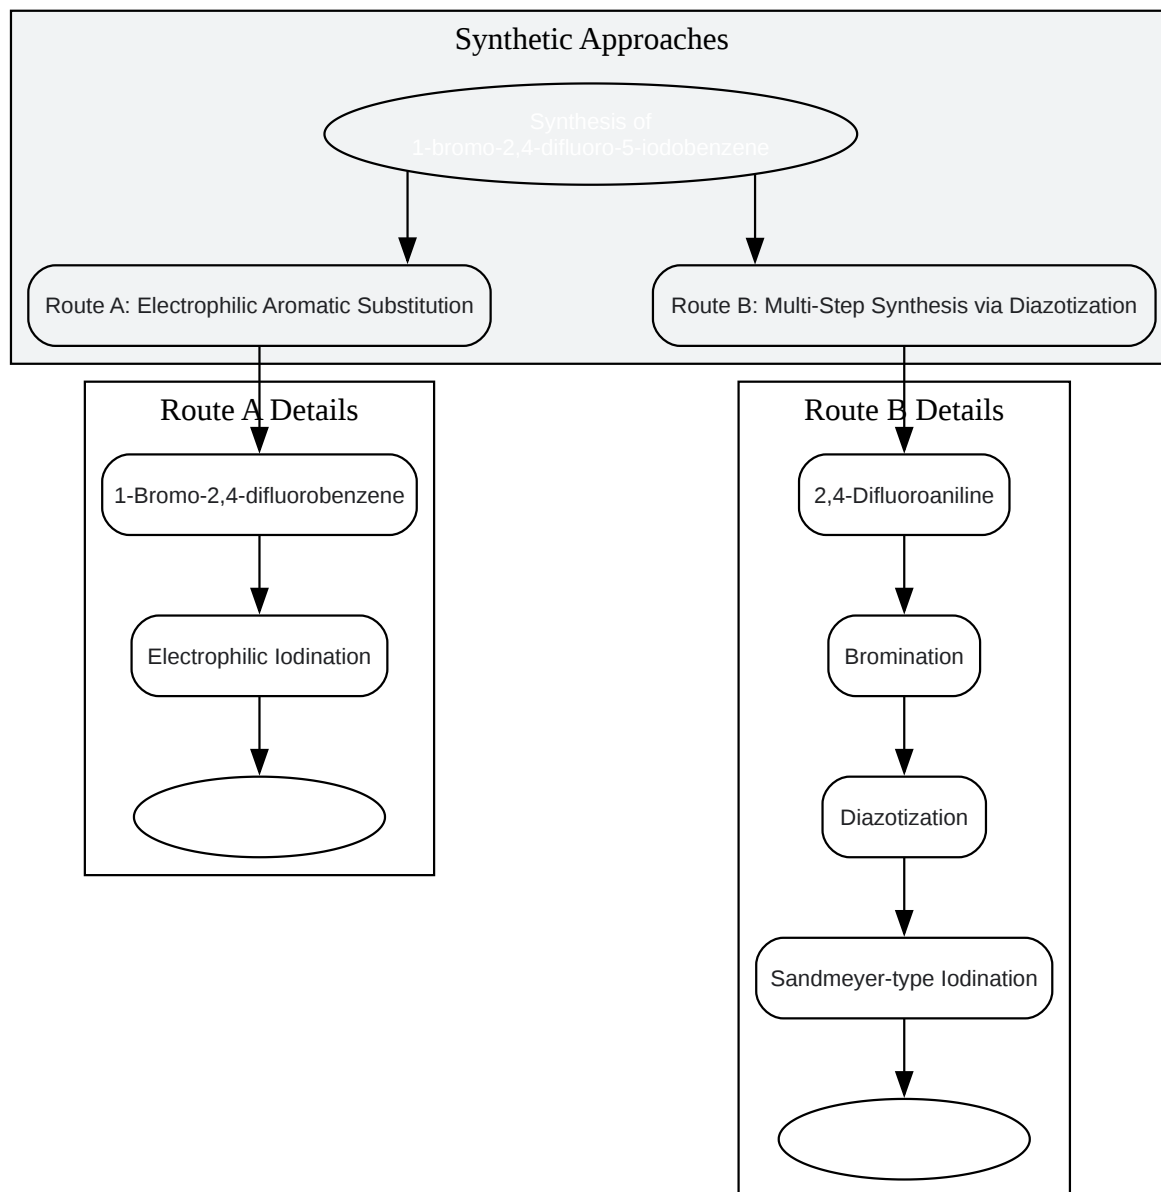 Synthetic Approaches
Synthesis of
1-bromo-2,4-difluoro-5-iodobenzene
Route A: Electrophilic Aromatic Substitution
Route B: Multi-Step Synthesis via Diazotization
Route A Details
Route B Details
1-Bromo-2,4-difluorobenzene
2,4-Difluoroaniline
Electrophilic Iodination
Bromination
Diazotization
Sandmeyer-type Iodination